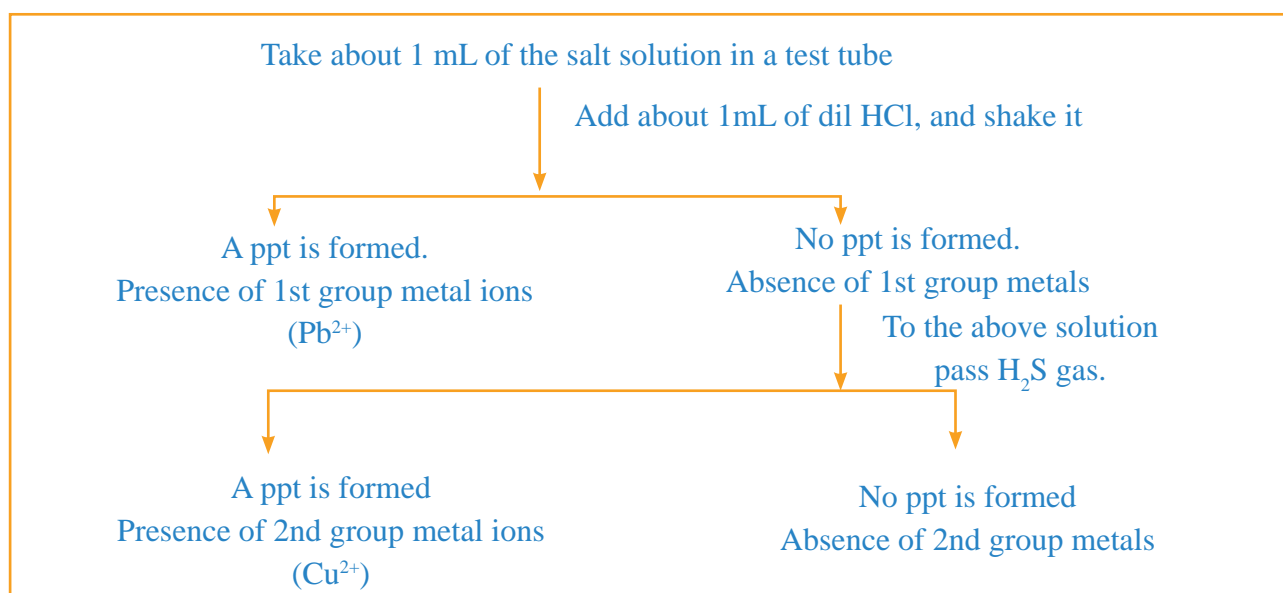 Take about 1 mL of the salt solution in a test tube
Add about 1mL of dil HCl, and shake it
A ppt is formed.
Presence of 1st group metal ions
(Pb²⁺)
No ppt is formed.
Absence of 1st group metals
To the above solution
pass H₂S gas.
A ppt is formed
Presence of 2nd group metal ions
(Cu²⁺)
No ppt is formed
Absence of 2nd group metals